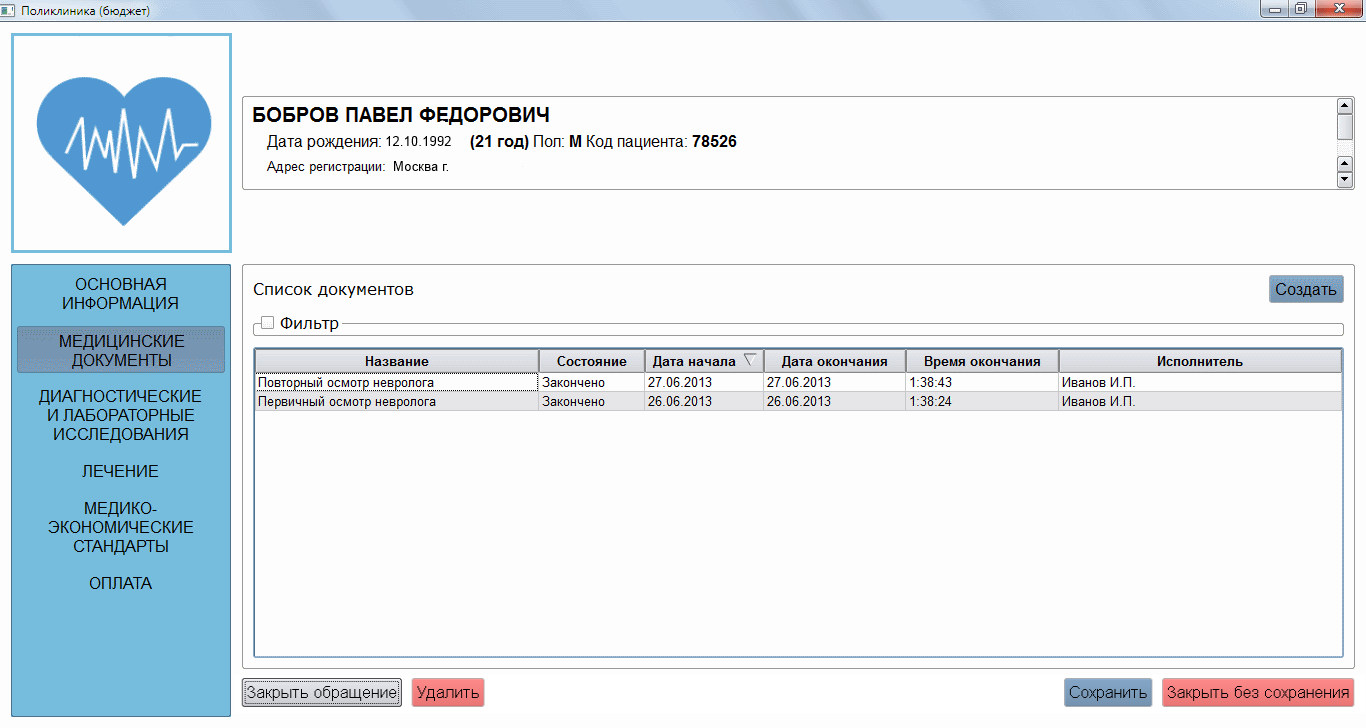 Поликлиника (бюджет)
БОБРОВ ПАВЕЛ ФЕДОРОВИЧ
Дата рождения: 12.10.1992 (21 год) Пол: М Код пациента: 78526
Адрес регистрации: Москва г.
ОСНОВНАЯ
ИНФОРМАЦИЯ
МЕДИЦИНСКИЕ
ДОКУМЕНТЫ
ДИАГНОСТИЧЕСКИЕ
И ЛАБОРАТОРНЫЕ
ИССЛЕДОВАНИЯ
ЛЕЧЕНИЕ
МЕДИКО-
ЭКОНОМИЧЕСКИЕ
СТАНДАРТЫ
ОПЛАТА
Список документов
Создать
Фильтр
Название Состояние Дата начала Дата окончания Время окончания Исполнитель
Повторный осмотр невролога Закончено 27.06.2013 27.06.2013 1:38:43 Иванов И.П.
Первичный осмотр невролога Закончено 26.06.2013 26.06.2013 1:38:24 Иванов И.П.
Закрыть обращение Удалить Сохранить Закрыть без сохранения